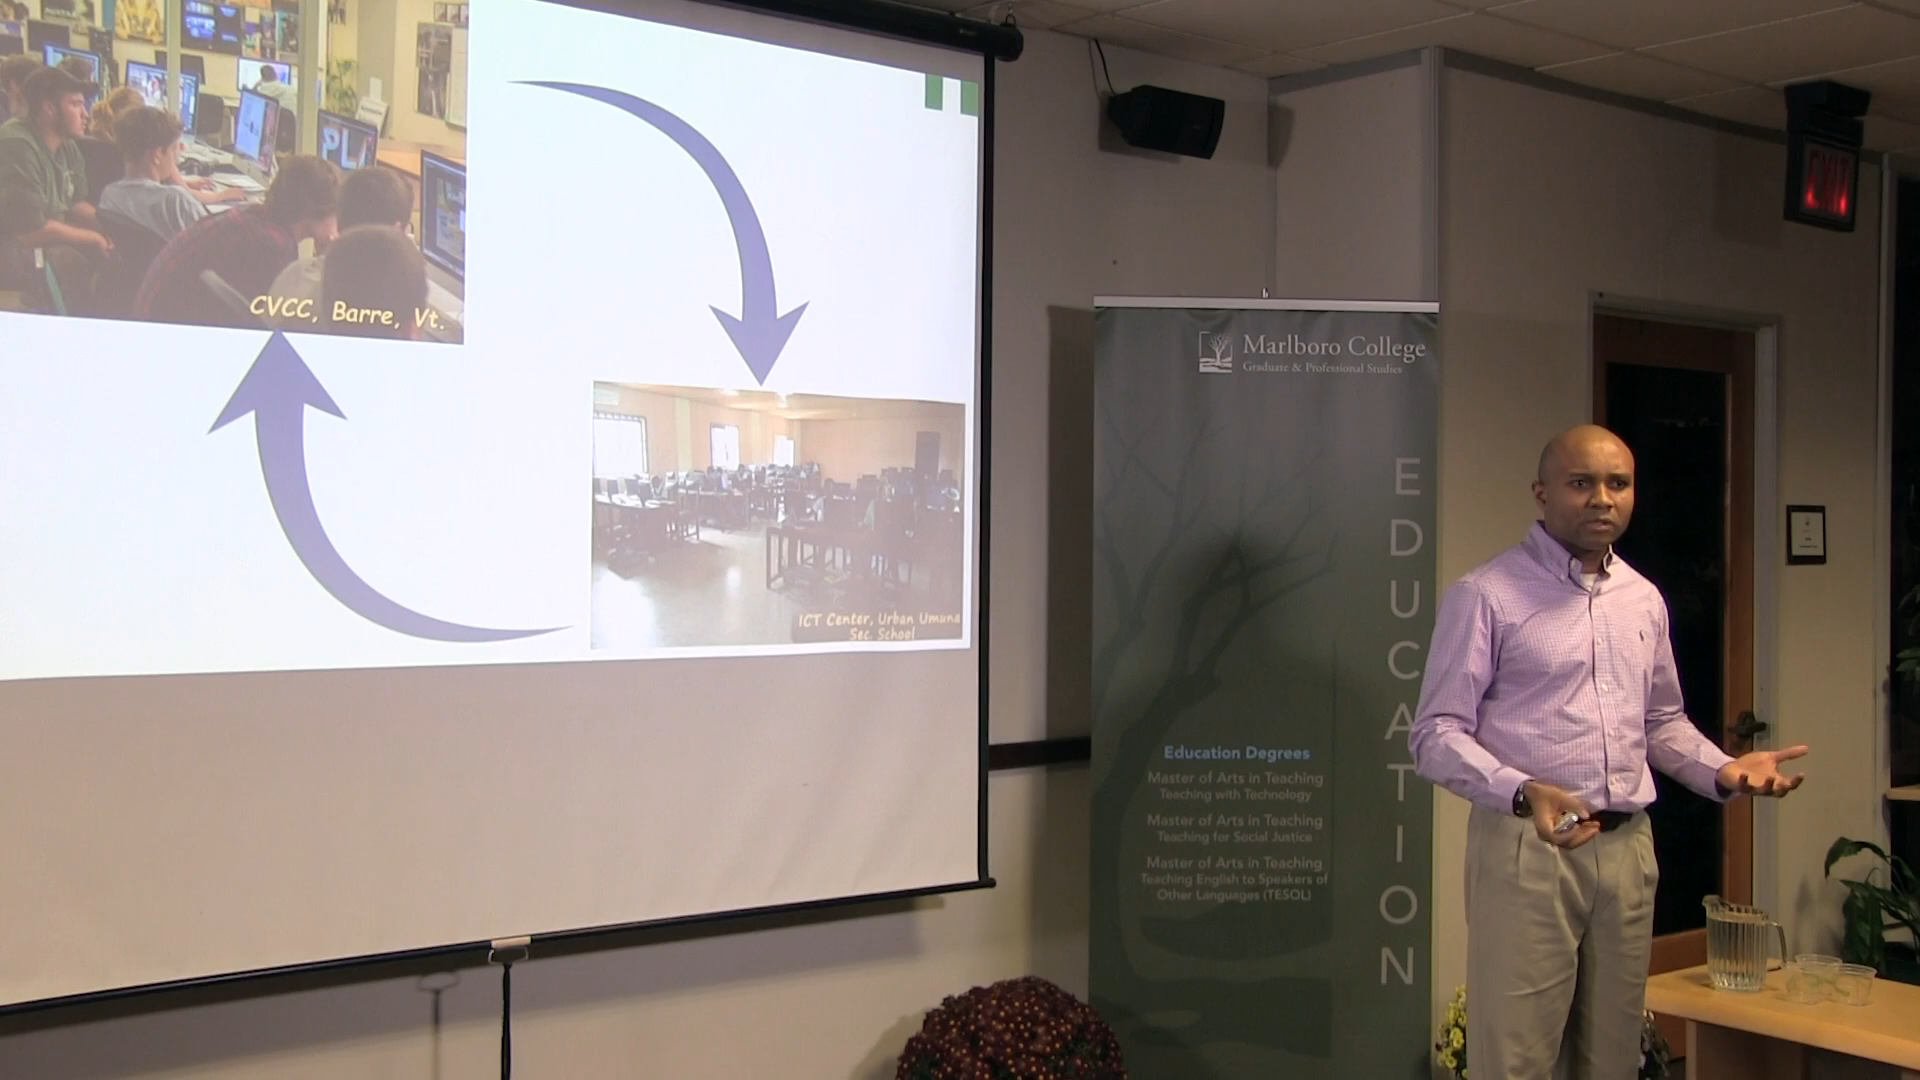 PL
CVCC, Barre, Vt.
ICT Center, Urban Umuna
Sec. School
Marlboro College
Graduate & Professional Studies
EDUCATION
Education Degrees
Master of Arts in Teaching
Teaching with Technology
Master of Arts in Teaching
Teaching for Social Justice
Master of Arts in Teaching
Teaching English to Speakers of
Other Languages (TESOL)
EXIT